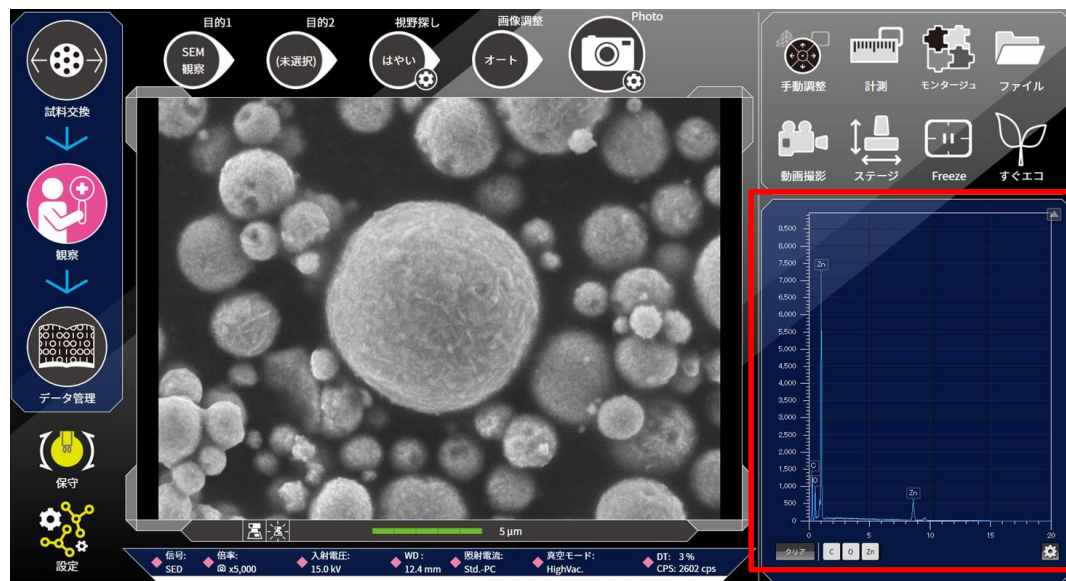 目的1
目的2
視野探し
画像調整
Photo
SEM
観察
(未選択)
はやい
オート
試料交換
観察
データ管理
保守
設定
手動調整
計測
モンタージュ
ファイル
動画撮影
ステージ
Freeze
すぐエコ
8,500
8,000
7,500
7,000
6,500
6,000
5,500
5,000
4,500
4,000
3,500
3,000
2,500
2,000
1,500
1,000
500
0
Zn
O
Zn
0
5
10
15
20
クリア
C
O
Zn
5 μm
信号:
SED
倍率:
x5,000
入射電圧:
15.0 kV
WD :
12.4 mm
照射電流:
Std.-PC
真空モード:
HighVac.
DT: 3 %
CPS: 2602 cps